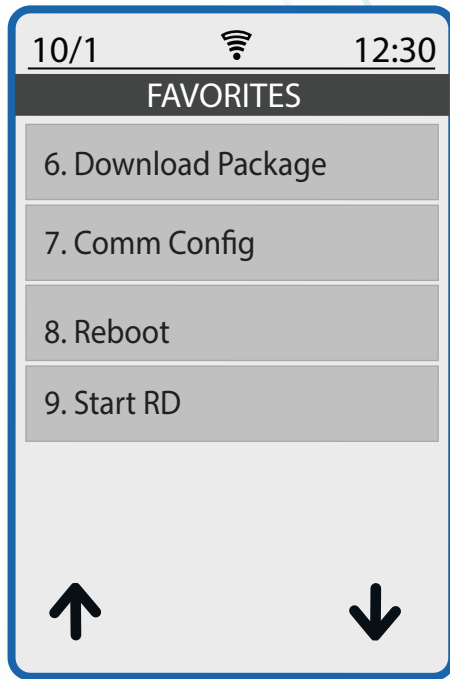 10/1 12:30
FAVORITES
6. Download Package
7. Comm Config
8. Reboot
9. Start RD